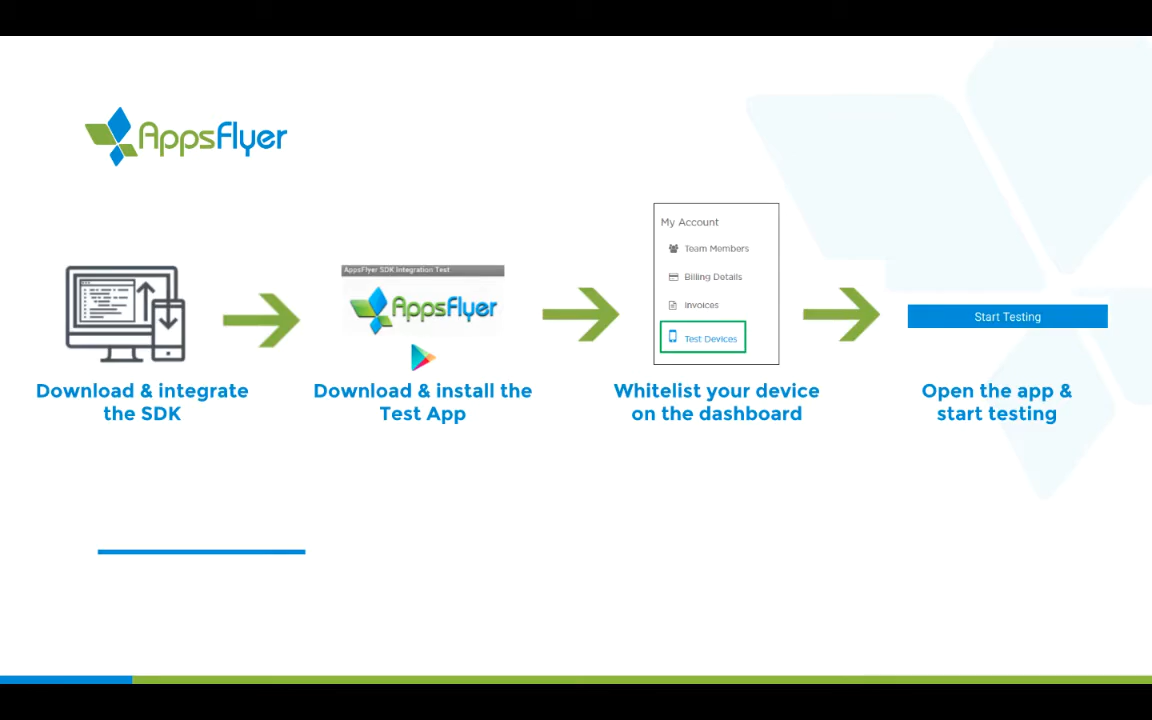 AppsFlyer
AppsFlyer SDK Integration Test
AppsFlyer
My Account
Team Members
Billing Details
Invoices
Test Devices
Start Testing
Download & integrate
the SDK
Download & install the
Test App
Whitelist your device
on the dashboard
Open the app &
start testing